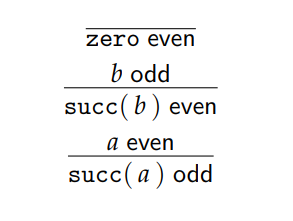 zero even
b odd
succ( b ) even
a even
succ( a ) odd